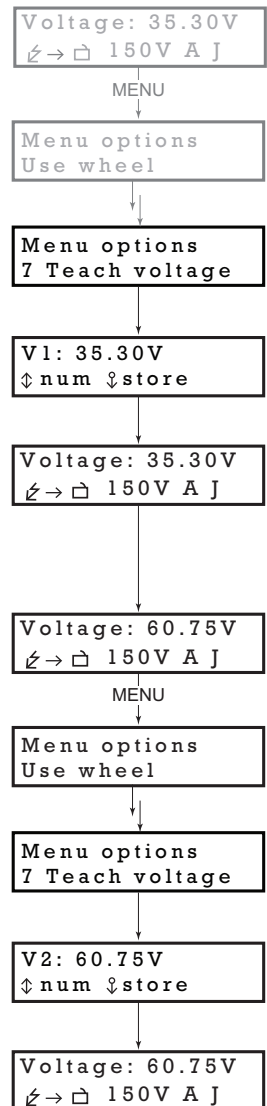 Voltage: 35.30V
→ 150V A J
MENU
Menu options
Use wheel
Menu options
7 Teach voltage
V1: 35.30V
↕ num store
Voltage: 35.30V
→ 150V A J
Voltage: 60.75V
→ 150V A J
MENU
Menu options
Use wheel
Menu options
7 Teach voltage
V2: 60.75V
↕ num store
Voltage: 60.75V
→ 150V A J